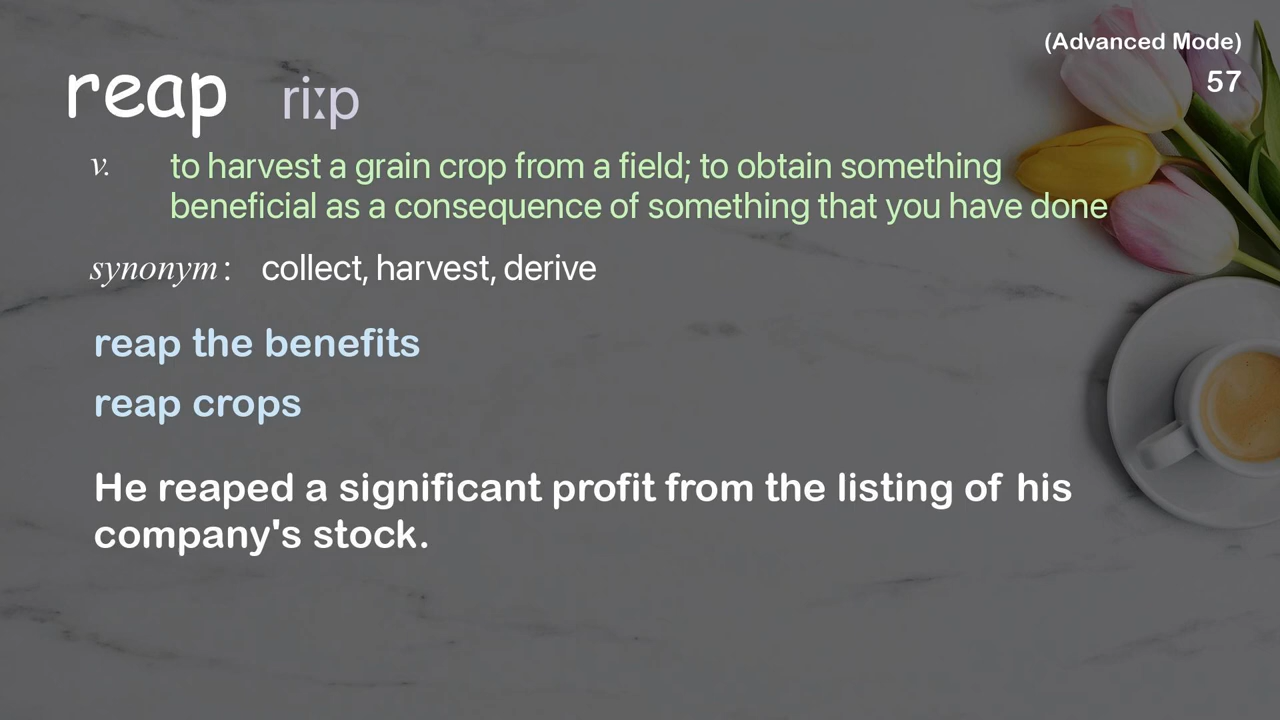 (Advanced Mode)
57
reap ri:p
v. to harvest a grain crop from a field; to obtain something
beneficial as a consequence of something that you have done
synonym: collect, harvest, derive
reap the benefits
reap crops
He reaped a significant profit from the listing of his
company's stock.